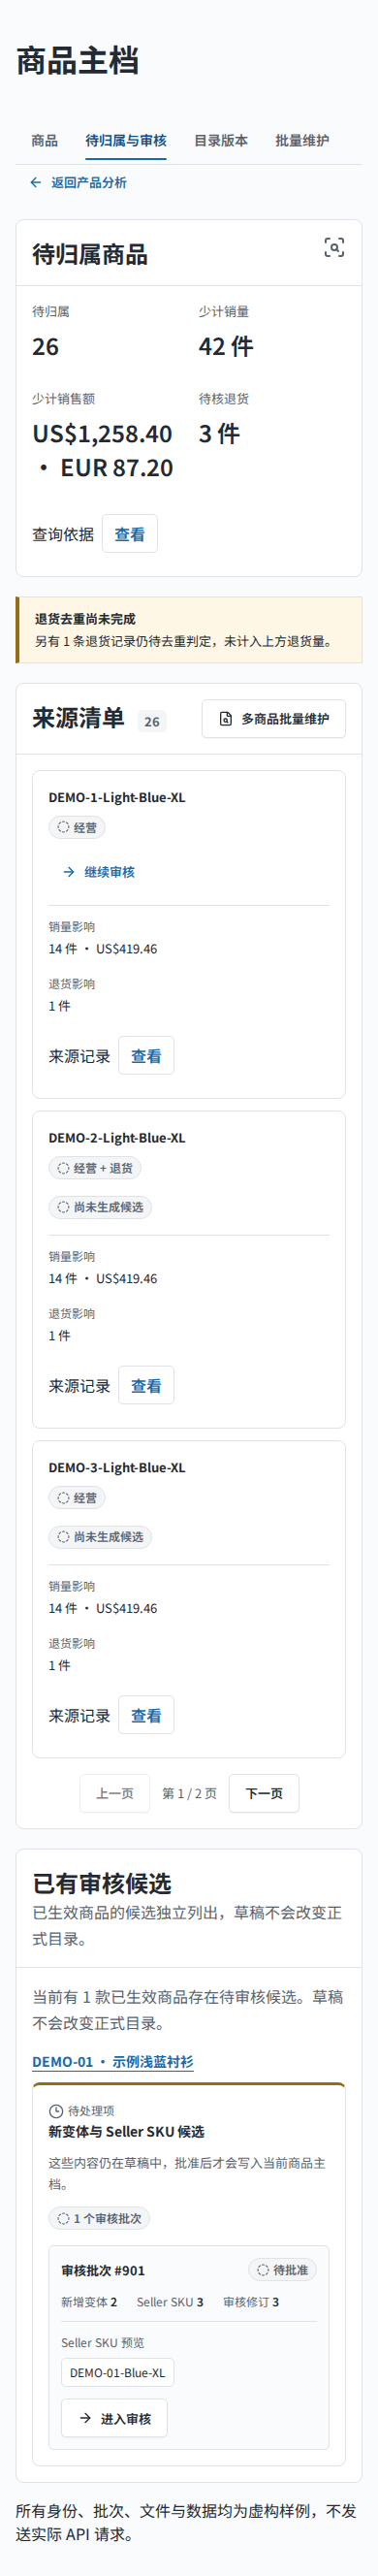 商品主档
商品 待归属与审核 目录版本 批量维护
返回产品分析
待归属商品
待归属 少计销量
26 42 件
少计销售额 待核退货
US$1,258.40 3 件
· EUR 87.20
查询依据 查看
退货去重尚未完成
另有 1 条退货记录仍待去重判定，未计入上方退货量。
来源清单 26 多商品批量维护
DEMO-1-Light-Blue-XL
经营
继续审核
销量影响
14 件 · US$419.46
退货影响
1 件
来源记录 查看
DEMO-2-Light-Blue-XL
经营 + 退货
尚未生成候选
销量影响
14 件 · US$419.46
退货影响
1 件
来源记录 查看
DEMO-3-Light-Blue-XL
经营
尚未生成候选
销量影响
14 件 · US$419.46
退货影响
1 件
来源记录 查看
上一页 第 1 / 2 页 下一页
已有审核候选
已生效商品的候选独立列出，草稿不会改变正
式目录。
当前有 1 款已生效商品存在待审核候选。草稿
不会改变正式目录。
DEMO-01 · 示例浅蓝衬衫
待处理项
新变体与 Seller SKU 候选
这些内容仍在草稿中，批准后才会写入当前商品主
档。
1 个审核批次
审核批次 #901 待批准
新增变体 2 Seller SKU 3 审核修订 3
Seller SKU 预览
DEMO-01-Blue-XL
进入审核
所有身份、批次、文件与数据均为虚构样例，不发
送实际 API 请求。